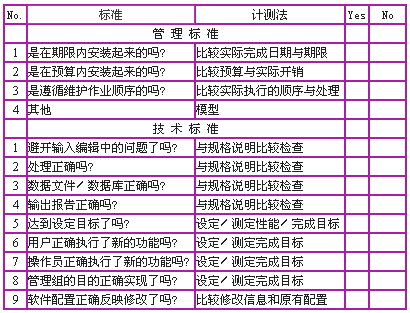 No. 标准 计测法 Yes No
管理标准
1 是在期限内安装起来的吗? 比较实际完成日期与期限
2 是在预算内安装起来的吗? 比较预算与实际开销
3 是遵循维护作业顺序的吗? 比较实际执行的顺序与处理
4 其他 模型
技术标准
1 避开输入编辑中的问题了吗? 与规格说明比较检查
2 处理正确吗? 与规格说明比较检查
3 数据文件/数据库正确吗? 与规格说明比较检查
4 输出报告正确吗? 与规格说明比较检查
5 达到设定目标了吗? 设定/测定性能/完成目标
6 用户正确执行了新的功能吗? 设定/测定完成目标
7 操作员正确执行了新的功能吗? 设定/测定完成目标
8 管理组的目的正确实现了吗? 设定/测定完成目标
9 软件配置正确反映修改了吗? 比较修改信息和原有配置